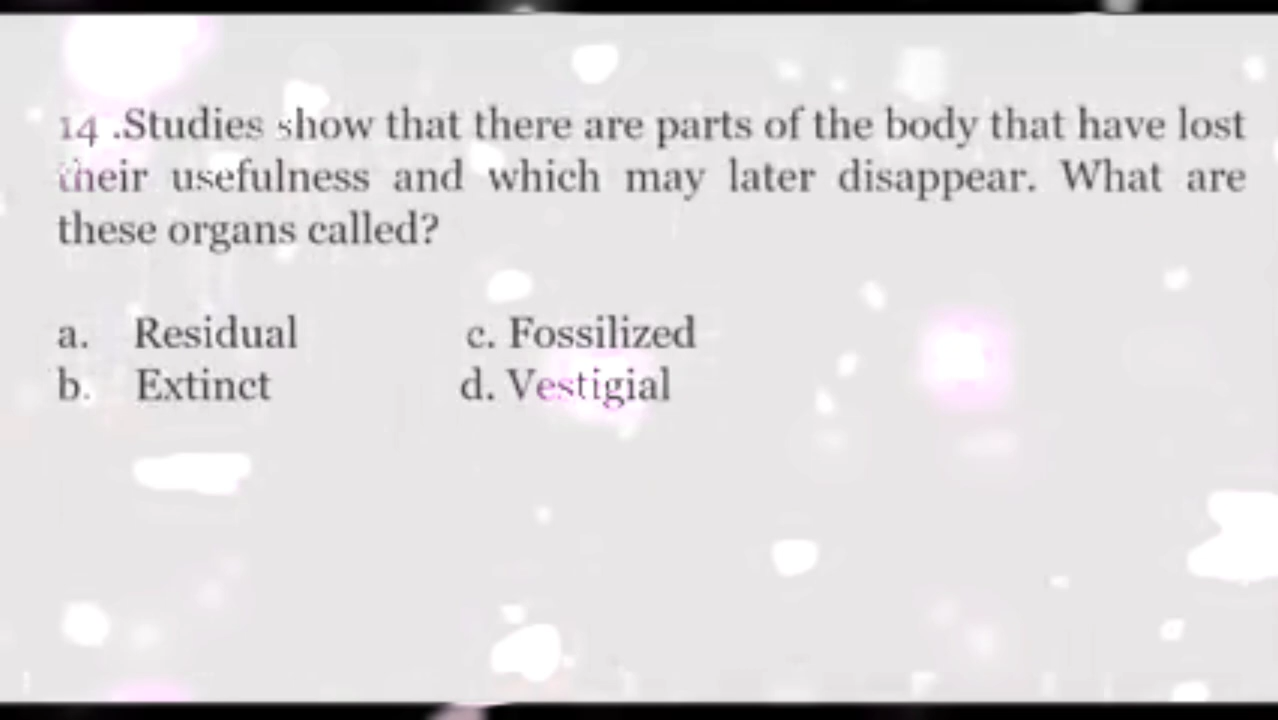 14 .Studies show that there are parts of the body that have lost
their usefulness and which may later disappear. What are
these organs called?
a. Residual c. Fossilized
b. Extinct d. Vestigial